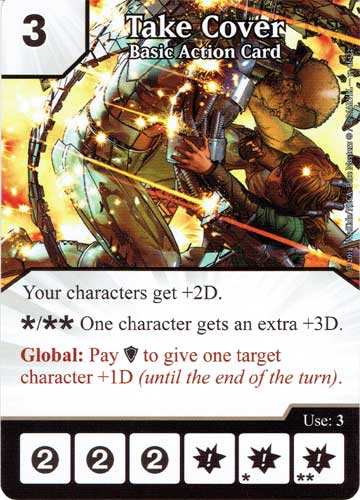 3
Take Cover
Basic Action Card
Your characters get +2D.
*/** One character gets an extra +3D.
Global: Pay to give one target
character +1D (until the end of the turn).
Use: 3
2 2 2 ! ! !
* **